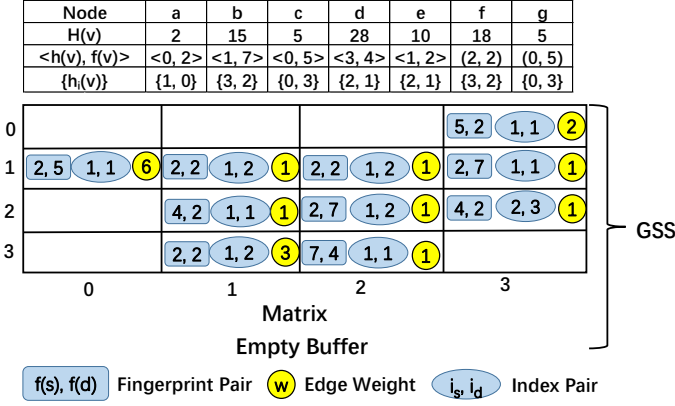 Node a b c d e f g
H(v) 2 15 5 28 10 18 5
<h(v), f(v)> <0, 2> <1, 7> <0, 5> <3, 4> <1, 2> (2, 2) (0, 5)
{hi(v)} {1, 0} {3, 2} {0, 3} {2, 1} {2, 1} {3, 2} {0, 3}
0 5, 2 1, 1 2
1 2, 5 1, 1 6 2, 2 1, 2 1 2, 2 1, 2 1 2, 7 1, 1 1
2 4, 2 1, 1 1 2, 7 1, 2 1 4, 2 2, 3 1
GSS
3 2, 2 1, 2 3 7, 4 1, 1 1
0 1 2 3
Matrix
Empty Buffer
f(s), f(d) Fingerprint Pair w Edge Weight is, id Index Pair